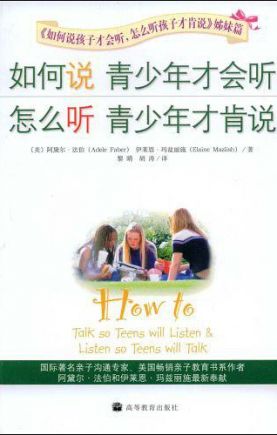 《如何说孩子才会听，怎么听孩子才肯说》姊妹篇
如何说 青少年才会听
怎么听 青少年才肯说
（美）阿黛尔·法伯（Adele Faber） 伊莱恩·玛兹丽施（Elaine Mazlish）/著
黎晴 胡涛/译
How to
Talk so Teens will Listen &
Listen so Teens will Talk
国际著名亲子沟通专家、美国畅销亲子教育书系作者
阿黛尔·法伯和伊莱恩·玛兹丽施最新奉献
高等教育出版社